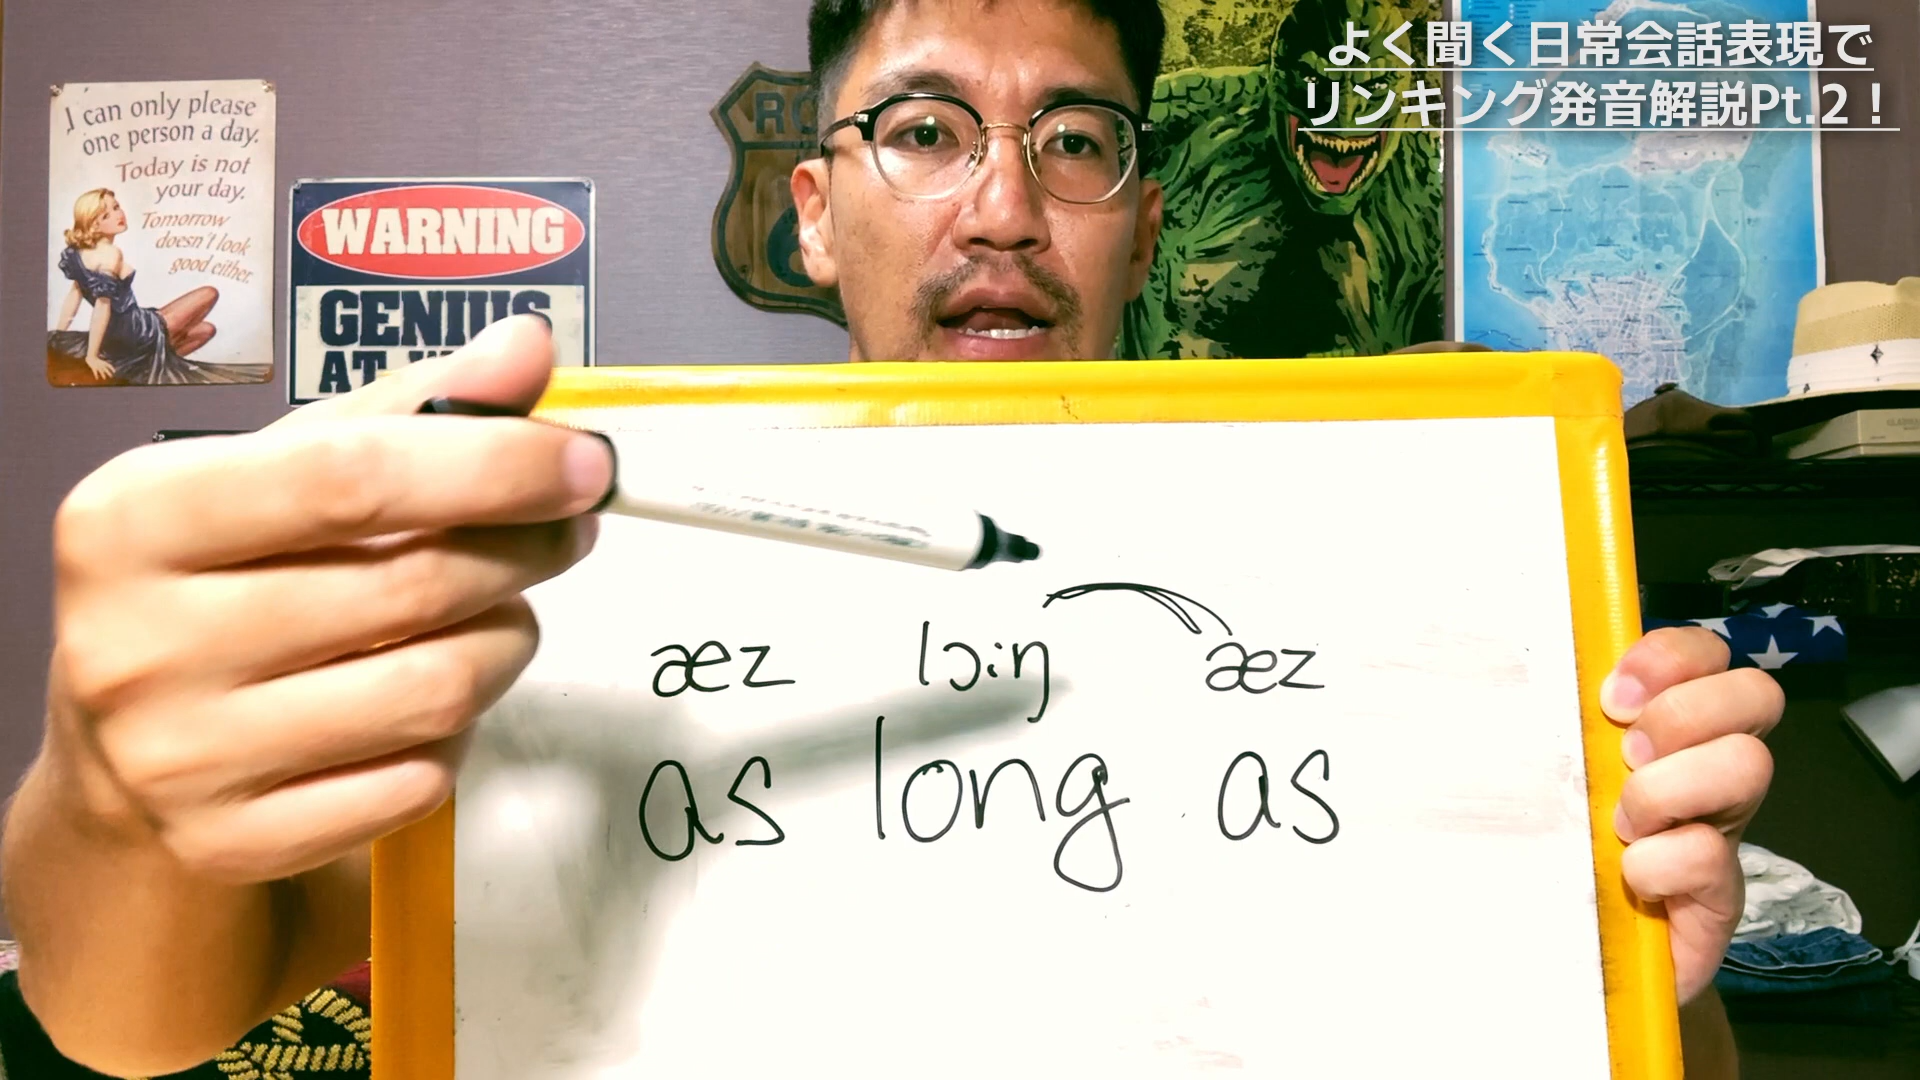 よく聞く日常会話表現で
リンキング発音解説Pt.2！
I can only please
one person a day.
Today is not
your day.
Tomorrow
doesn't look
good either.
WARNING
GENIUS
AT
æz lɔːŋ æz
as long as